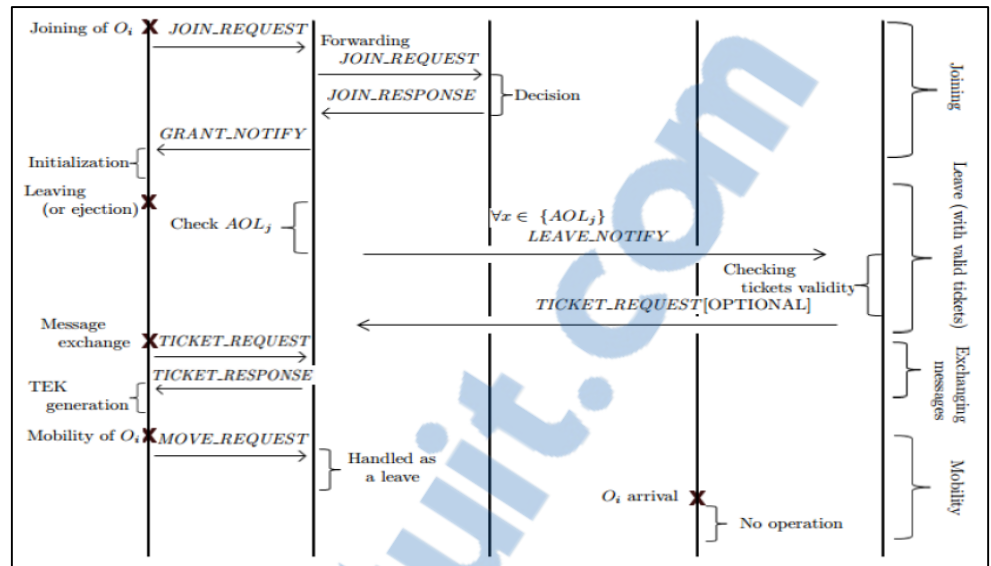 Joining of O_i
JOIN_REQUEST
Forwarding
JOIN_REQUEST
JOIN_RESPONSE
Decision
GRANT_NOTIFY
Initialization
Joining
Leaving
(or ejection)
Check AOL_j
∀x ∈ {AOL_j}
LEAVE_NOTIFY
Checking
tickets validity
TICKET_REQUEST[OPTIONAL]
Leave (with valid tickets)
Message
exchange
TICKET_REQUEST
TICKET_RESPONSE
TEK
generation
Exchanging
messages
Mobility of O_i
MOVE_REQUEST
Handled as
a leave
O_i arrival
No operation
Mobility
uit.com